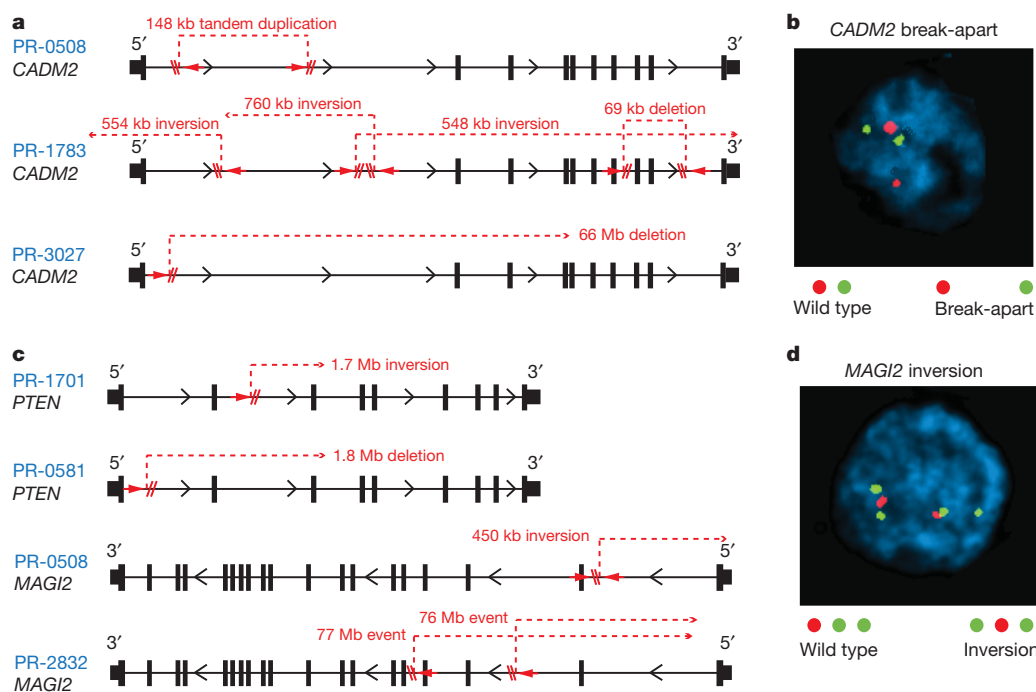 a
148 kb tandem duplication
PR-0508
CADM2
5′
3′
760 kb inversion
69 kb deletion
554 kb inversion
548 kb inversion
PR-1783
CADM2
5′
3′
PR-3027
CADM2
5′
66 Mb deletion
3′
b
CADM2 break-apart
Wild type
Break-apart
c
PR-1701
PTEN
5′
1.7 Mb inversion
3′
PR-0581
PTEN
5′
1.8 Mb deletion
3′
PR-0508
MAGI2
3′
450 kb inversion
5′
76 Mb event
77 Mb event
PR-2832
MAGI2
3′
5′
d
MAGI2 inversion
Wild type
Inversion